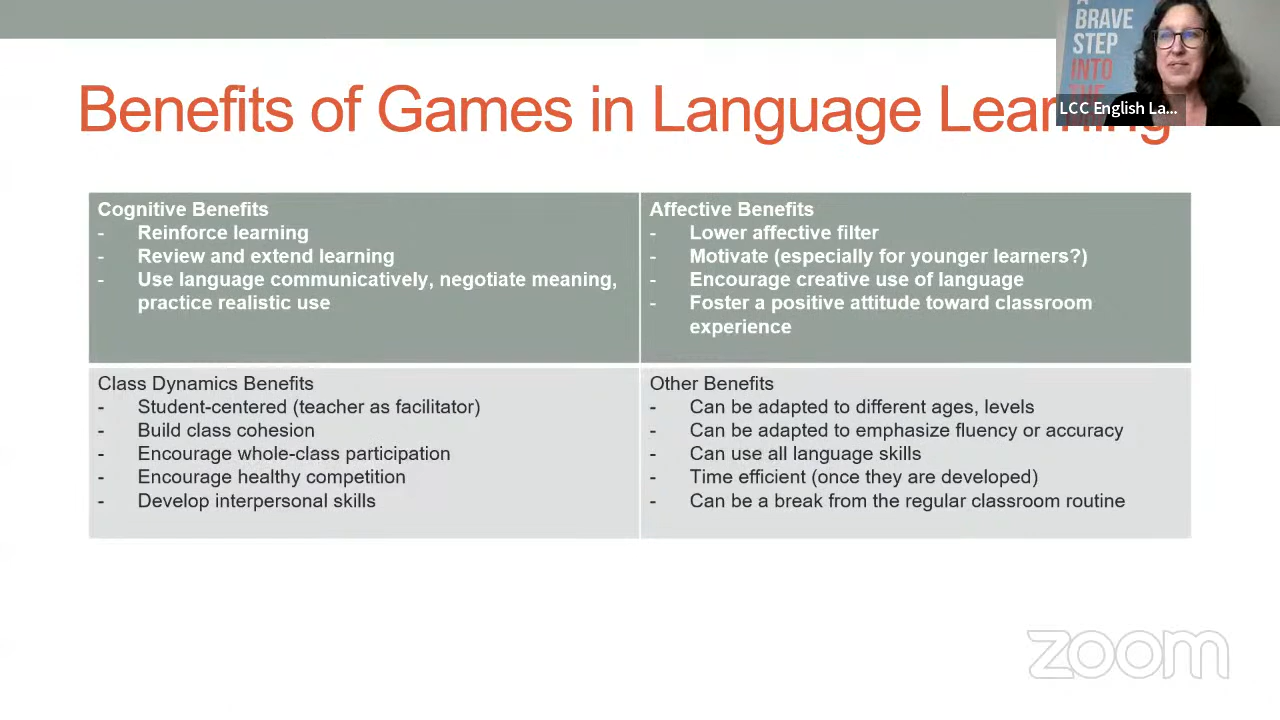 A
BRAVE
STEP
INTO
THE
LCC English La...
Benefits of Games in Language Learning
Cognitive Benefits
- Reinforce learning
- Review and extend learning
- Use language communicatively, negotiate meaning,
practice realistic use
Affective Benefits
- Lower affective filter
- Motivate (especially for younger learners?)
- Encourage creative use of language
- Foster a positive attitude toward classroom
experience
Class Dynamics Benefits
- Student-centered (teacher as facilitator)
- Build class cohesion
- Encourage whole-class participation
- Encourage healthy competition
- Develop interpersonal skills
Other Benefits
- Can be adapted to different ages, levels
- Can be adapted to emphasize fluency or accuracy
- Can use all language skills
- Time efficient (once they are developed)
- Can be a break from the regular classroom routine
zoom